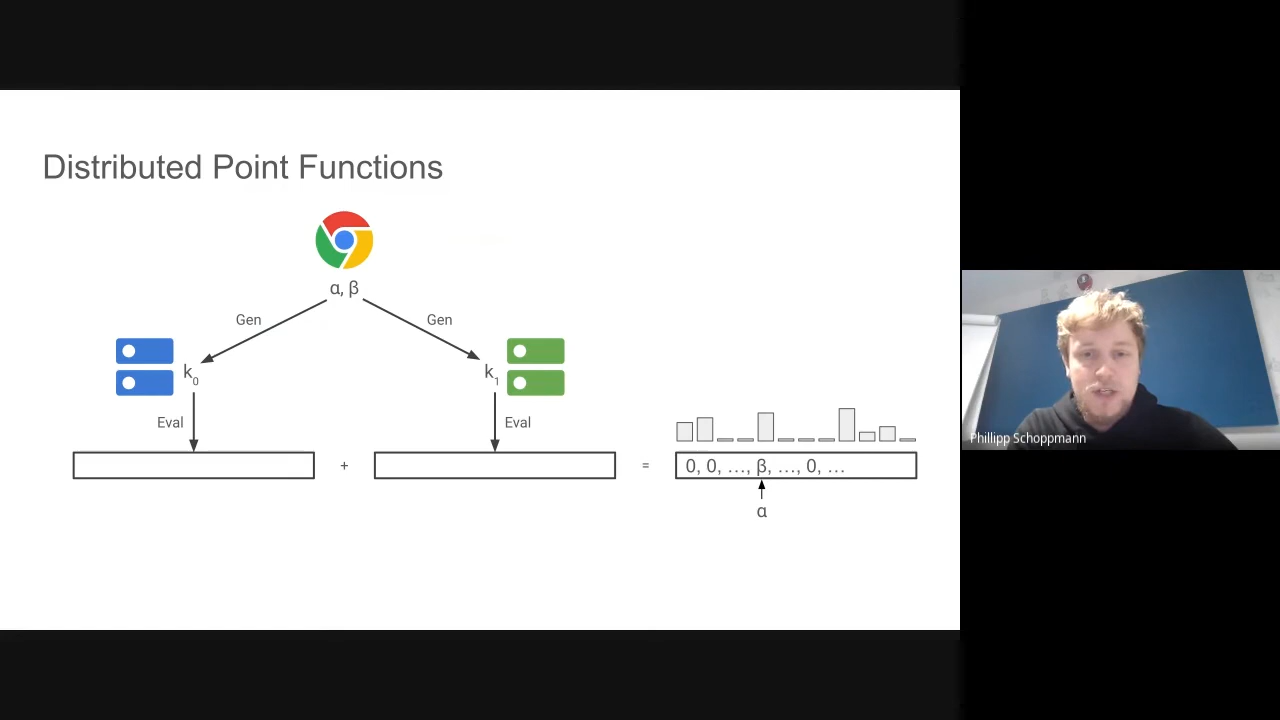 Distributed Point Functions
α, β
Gen
Gen
k0
k1
Eval
Eval
+
=
0, 0, …, β, …, 0, …
α
Phillipp Schoppmann